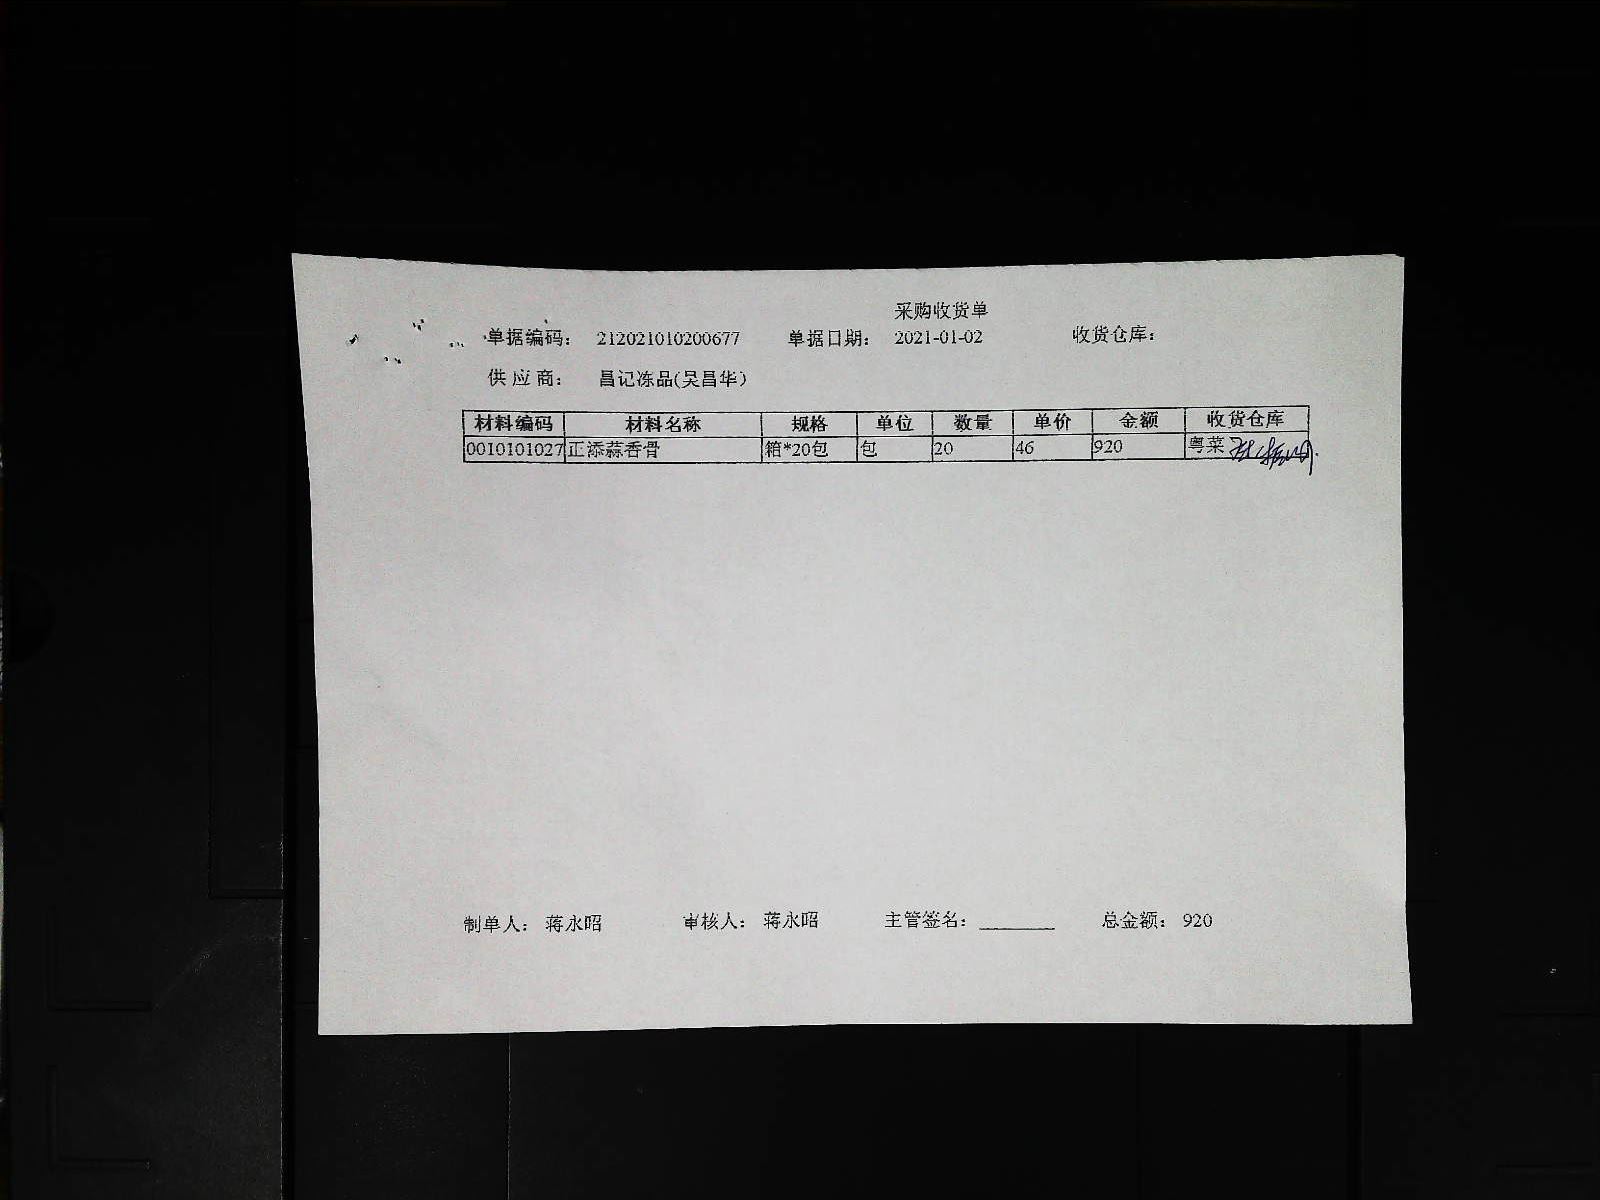 采购收货单
单据编码： 212021010200677 单据日期： 2021-01-02 收货仓库：
供 应 商： 昌记冻品(吴昌华)
材料编码 材料名称 规格 单位 数量 单价 金额 收货仓库
0010101027 正添蒜香骨 箱*20包 包 20 46 920 粤菜
制单人： 蒋永昭 审核人： 蒋永昭 主管签名：________ 总金额： 920